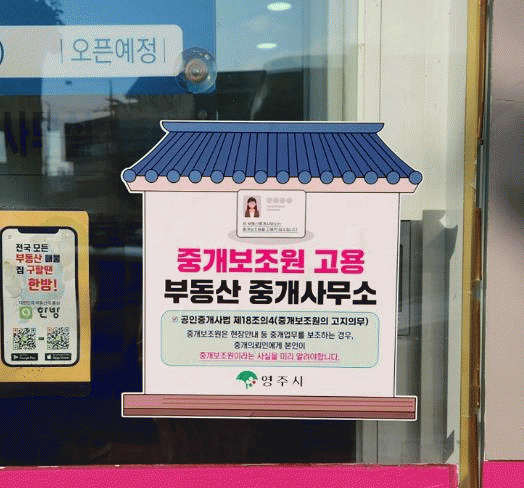 오픈예정
중개보조원 고용
부동산 중개사무소
공인중개사법 제18조의4(중개보조원의 고지의무)
중개보조원은 현장안내 등 중개업무를 보조하는 경우,
중개의뢰인에게 본인이
중개보조원이라는 사실을 미리 알려야합니다.
영주시
전국 모든
부동산 매물
집 구할땐
한방!
한방
Google Play
App Store